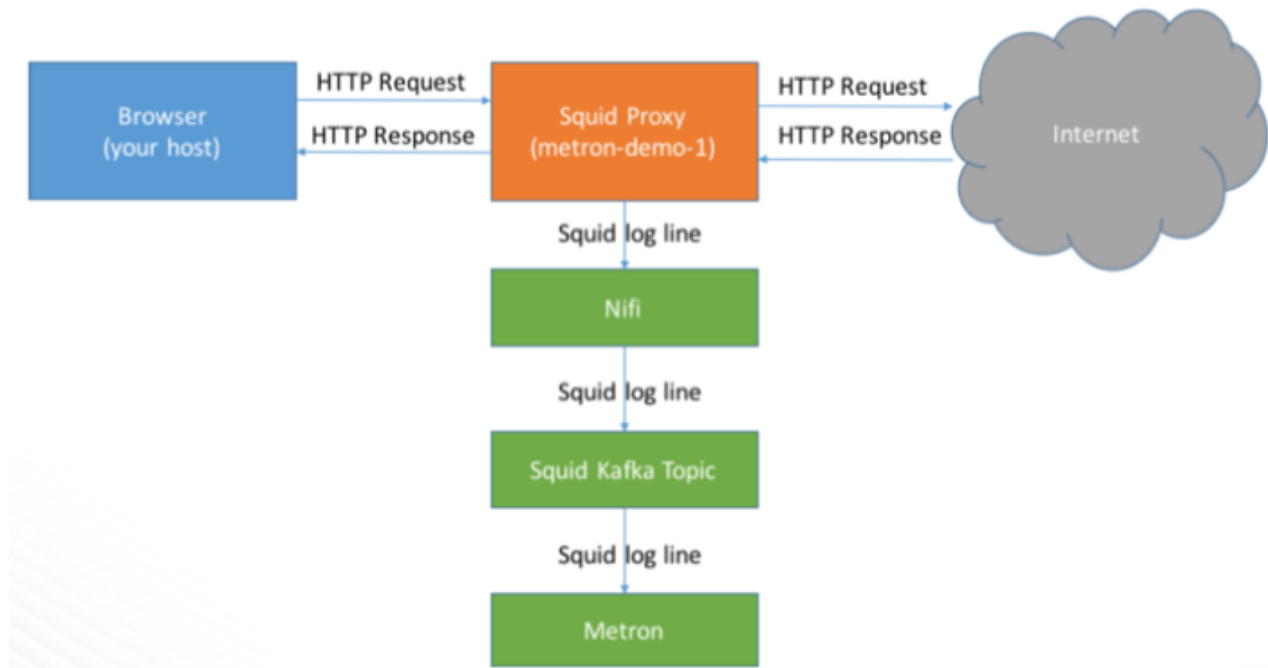 HTTP Request
HTTP Request
Browser
(your host)
Squid Proxy
(metron-demo-1)
Internet
HTTP Response
HTTP Response
Squid log line
Nifi
Squid log line
Squid Kafka Topic
Squid log line
Metron